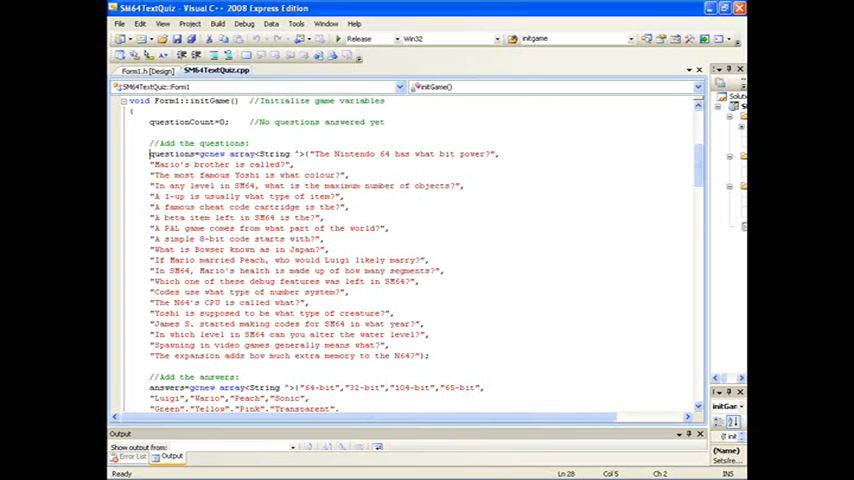 SM64TextQuiz - Visual C++ 2008 Express Edition
File Edit View Project Build Debug Data Tools Window Help
Release Win32 initgame
Form1.h [Design] SM64TextQuiz.cpp
SM64TextQuiz::Form1 initGame()
void Form1::initGame() //Initialize game variables
{
questionCount=0; //No questions answered yet
//Add the questions:
questions=gcnew array<String ^>("The Nintendo 64 has what bit power?",
"Mario's brother is called?",
"The most famous Yoshi is what colour?",
"In any level in SM64, what is the maximum number of objects?",
"A 1-up is usually what type of item?",
"A famous cheat code cartridge is the?",
"A beta item left in SM64 is the?",
"A PAL game comes from what part of the world?",
"A simple 8-bit code starts with?",
"What is Bowser known as in Japan?",
"If Mario married Peach, who would Luigi likely marry?",
"In SM64, Mario's health is made up of how many segments?",
"Which one of these debug features was left in SM64?",
"Codes use what type of number system?",
"The N64's CPU is called what?",
"Yoshi is supposed to be what type of creature?",
"James S. started making codes for SM64 in what year?",
"In which level in SM64 can you alter the water level?",
"Spawning in video games generally means what?",
"The expansion adds how much extra memory to the N64?");
//Add the answers:
answers=gcnew array<String ^>("64-bit","32-bit","104-bit","65-bit",
"Luigi","Wario","Peach","Sonic",
"Green","Yellow","Pink","Transparent",
Output
Show output from:
Error List Output
Ready Ln 28 Col 5 Ch 2 INS
Solutio
initGan
(Name)